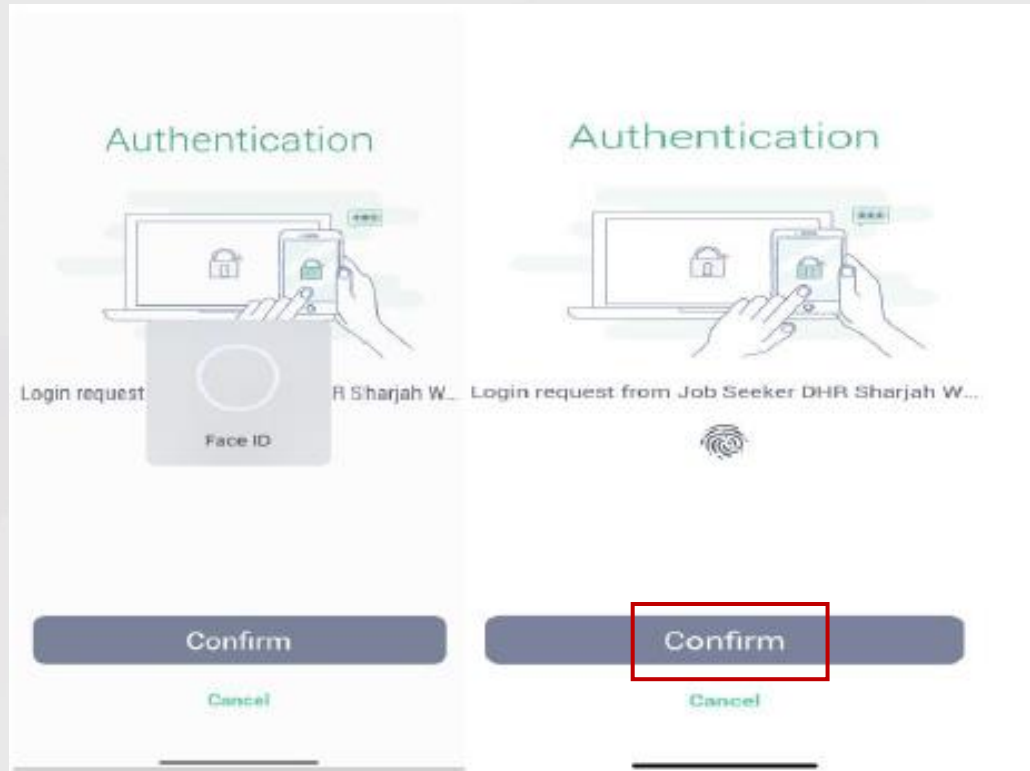 Authentication
Login request
R Sharjah W...
Face ID
Confirm
Cancel
Authentication
Login request from Job Seeker DHR Sharjah W...
Confirm
Cancel